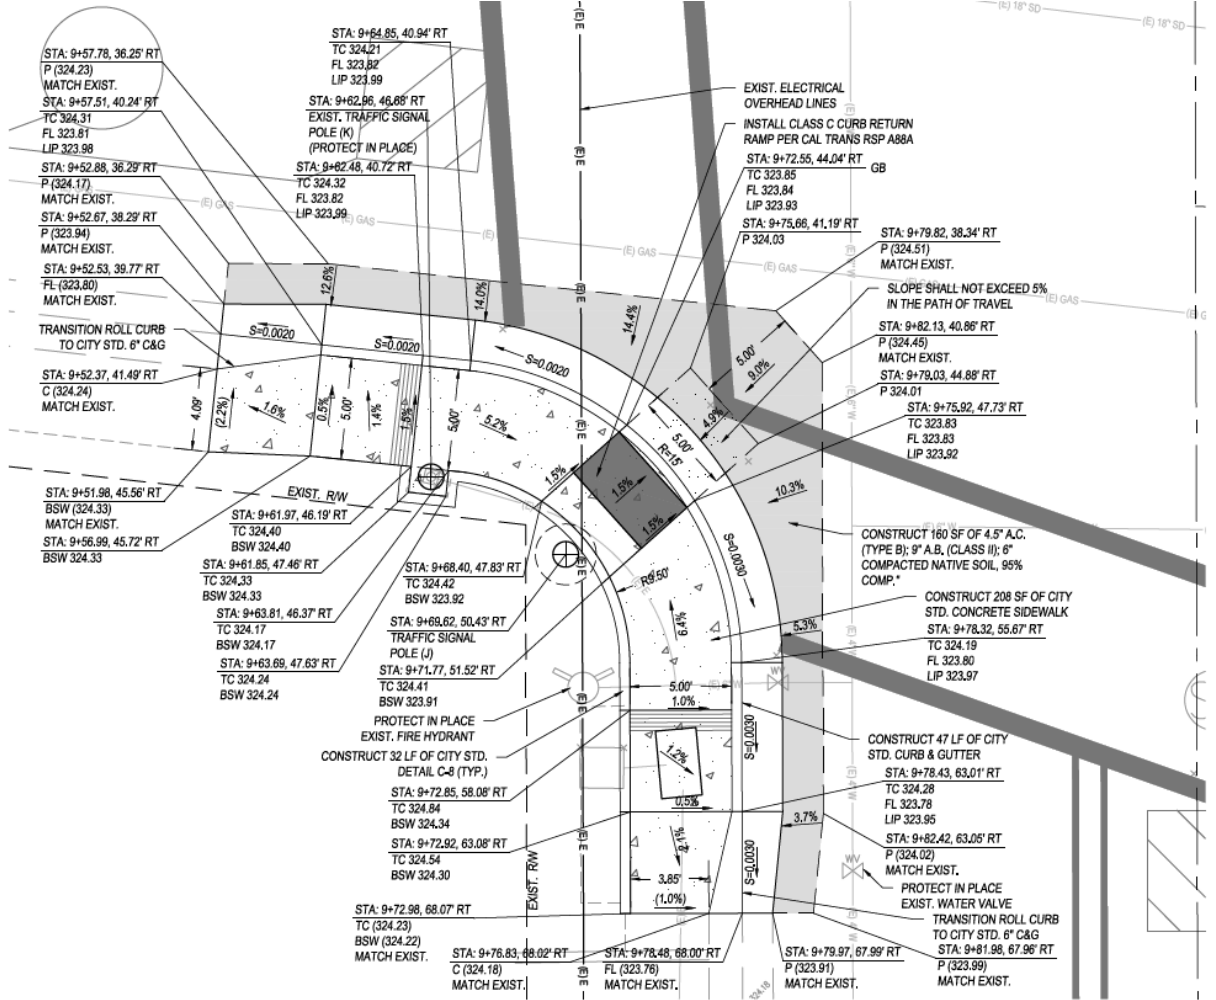 (E) 18" SD
(E) 18" SD
(E) E
STA: 9+57.78, 36.25' RT
P (324.23)
MATCH EXIST.
STA: 9+57.51, 40.24' RT
TC 324.31
FL 323.81
LIP 323.98
STA: 9+52.88, 36.29' RT
P (324.17)
MATCH EXIST.
STA: 9+52.67, 38.29' RT
P (323.94)
MATCH EXIST.
STA: 9+52.53, 39.77' RT
FL (323.80)
MATCH EXIST.
TRANSITION ROLL CURB
TO CITY STD. 6" C&G
STA: 9+52.37, 41.49' RT
C (324.24)
MATCH EXIST.
STA: 9+64.85, 40.94' RT
TC 324.21
FL 323.82
LIP 323.99
STA: 9+62.96, 46.68' RT
EXIST. TRAFFIC SIGNAL
POLE (K)
(PROTECT IN PLACE)
STA: 9+62.48, 40.72' RT
TC 324.32
FL 323.82
LIP 323.99
EXIST. ELECTRICAL
OVERHEAD LINES
INSTALL CLASS C CURB RETURN
RAMP PER CAL TRANS RSP A88A
STA: 9+72.55, 44.04' RT
GB
TC 323.85
FL 323.84
LIP 323.93
STA: 9+75.66, 41.19' RT
P 324.03
STA: 9+79.82, 38.34' RT
P (324.51)
MATCH EXIST.
SLOPE SHALL NOT EXCEED 5%
IN THE PATH OF TRAVEL
STA: 9+82.13, 40.86' RT
P (324.45)
MATCH EXIST.
STA: 9+79.03, 44.88' RT
P 324.01
STA: 9+75.92, 47.73' RT
TC 323.83
FL 323.83
LIP 323.92
(E) E
(E) GAS
(E) GAS
(E)
(E) GAS
(E) GAS
(E) GAS
(E) E
12.6%
14.0%
14.4%
S=0.0020
S=0.0020
S=0.0020
5.00'
9.0%
4.9%
4.09'
(2.2%)
1.6%
0.5%
5.00'
1.4%
1.5%
5.00'
5.2%
(E) E
5.00'
R=15'
1.5%
1.5%
1.5%
10.3%
STA: 9+51.98, 45.56' RT
BSW (324.33)
MATCH EXIST.
STA: 9+56.99, 45.72' RT
BSW 324.33
EXIST. R/W
STA: 9+61.97, 46.19' RT
TC 324.40
BSW 324.40
STA: 9+61.85, 47.46' RT
TC 324.33
BSW 324.33
STA: 9+63.81, 46.37' RT
TC 324.17
BSW 324.17
STA: 9+63.69, 47.63' RT
TC 324.24
BSW 324.24
STA: 9+68.40, 47.83' RT
TC 324.42
BSW 323.92
STA: 9+69.62, 50.43' RT
TRAFFIC SIGNAL
POLE (J)
STA: 9+71.77, 51.52' RT
TC 324.41
BSW 323.91
PROTECT IN PLACE
EXIST. FIRE HYDRANT
CONSTRUCT 32 LF OF CITY STD.
DETAIL C-8 (TYP.)
STA: 9+72.85, 58.08' RT
TC 324.84
BSW 324.34
STA: 9+72.92, 63.08' RT
TC 324.54
BSW 324.30
EXIST. R/W
STA: 9+72.98, 68.07' RT
TC (324.23)
BSW (324.22)
MATCH EXIST.
(E) E
(E) E
R9.50'
S=0.0030
6.4%
5.3%
5.00'
1.0%
S=0.0030
1.2%
0.5%
2.1%
3.7%
S=0.0030
3.85'
(1.0%)
(E) E
(E) E
(E) 6" W
CONSTRUCT 160 SF OF 4.5" A.C.
(TYPE B); 9" A.B. (CLASS II); 6"
COMPACTED NATIVE SOIL, 95%
COMP.*
CONSTRUCT 208 SF OF CITY
STD. CONCRETE SIDEWALK
STA: 9+78.32, 55.67' RT
TC 324.19
FL 323.80
LIP 323.97
WV
CONSTRUCT 47 LF OF CITY
STD. CURB & GUTTER
STA: 9+78.43, 63.01' RT
TC 324.28
FL 323.78
LIP 323.95
STA: 9+82.42, 63.05' RT
P (324.02)
MATCH EXIST.
WV
PROTECT IN PLACE
EXIST. WATER VALVE
TRANSITION ROLL CURB
TO CITY STD. 6" C&G
STA: 9+76.83, 68.02' RT
C (324.18)
MATCH EXIST.
STA: 9+78.48, 68.00' RT
FL (323.76)
MATCH EXIST.
STA: 9+79.97, 67.99' RT
P (323.91)
MATCH EXIST.
STA: 9+81.98, 67.96' RT
P (323.99)
MATCH EXIST.
324.18